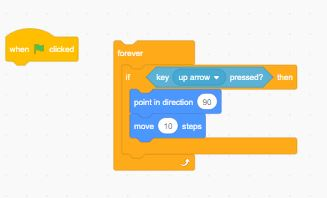 when clicked
forever
if key up arrow pressed? then
point in direction 90
move 10 steps